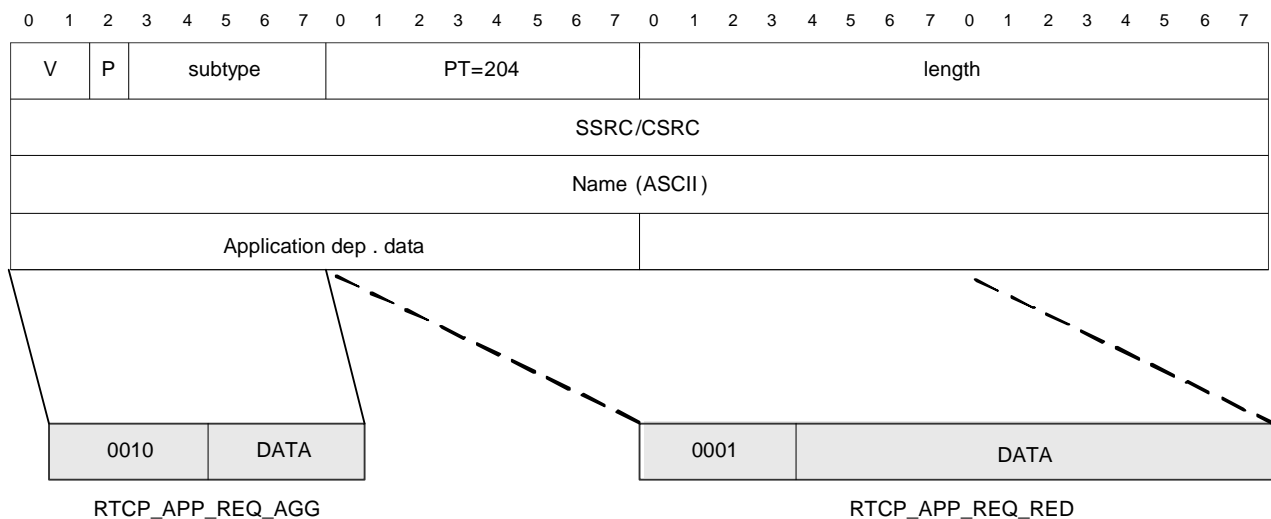 0 1 2 3 4 5 6 7 0 1 2 3 4 5 6 7 0 1 2 3 4 5 6 7 0 1 2 3 4 5 6 7
V P subtype PT=204 length
SSRC/CSRC
Name (ASCII)
Application dep . data
0010 DATA 0001 DATA
RTCP_APP_REQ_AGG RTCP_APP_REQ_RED